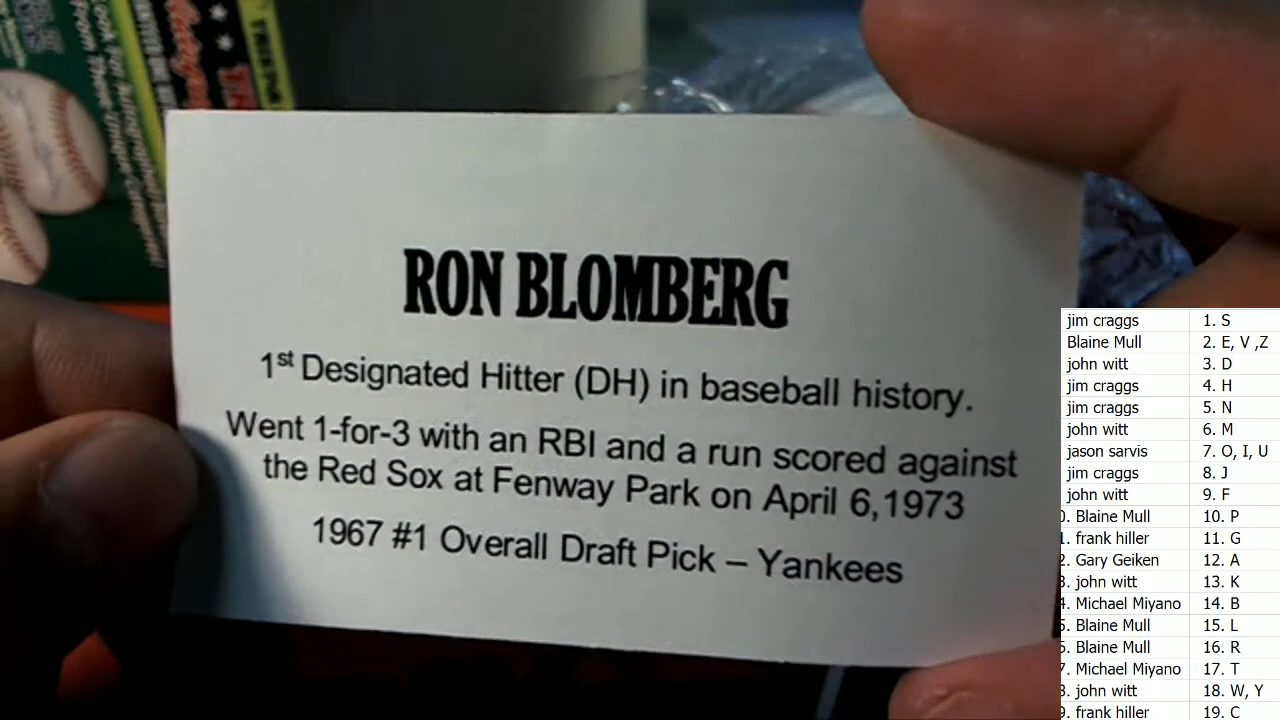 RON BLOMBERG
1st Designated Hitter (DH) in baseball history.
Went 1-for-3 with an RBI and a run scored against
the Red Sox at Fenway Park on April 6,1973
1967 #1 Overall Draft Pick – Yankees
jim craggs 1. S
Blaine Mull 2. E, V ,Z
john witt 3. D
jim craggs 4. H
jim craggs 5. N
john witt 6. M
jason sarvis 7. O, I, U
jim craggs 8. J
john witt 9. F
. Blaine Mull 10. P
. frank hiller 11. G
. Gary Geiken 12. A
. john witt 13. K
. Michael Miyano 14. B
. Blaine Mull 15. L
. Blaine Mull 16. R
. Michael Miyano 17. T
. john witt 18. W, Y
. frank hiller 19. C